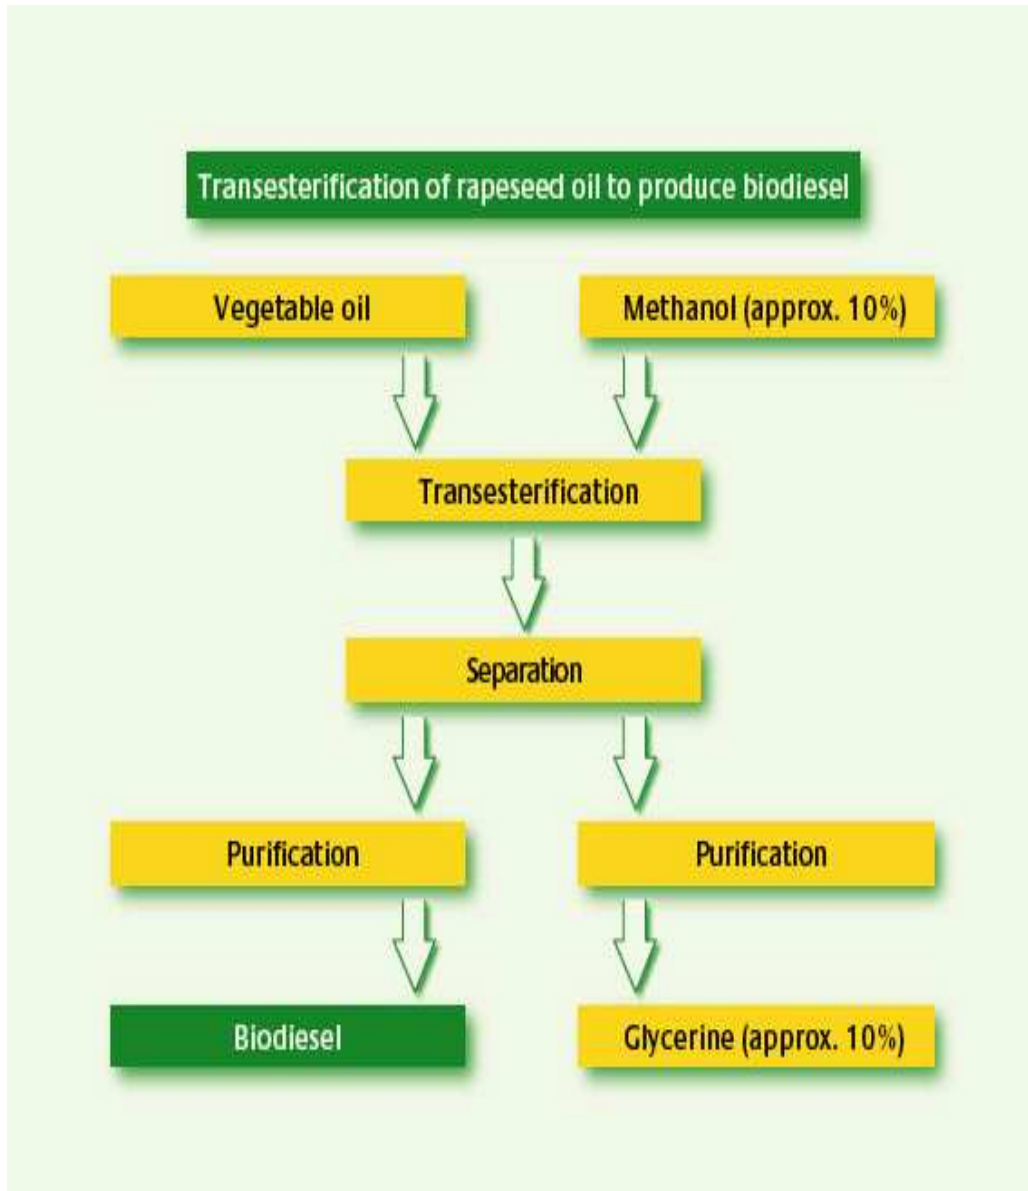 Transesterification of rapeseed oil to produce biodiesel
Vegetable oil
Methanol (approx. 10%)
Transesterification
Separation
Purification
Purification
Biodiesel
Glycerine (approx. 10%)